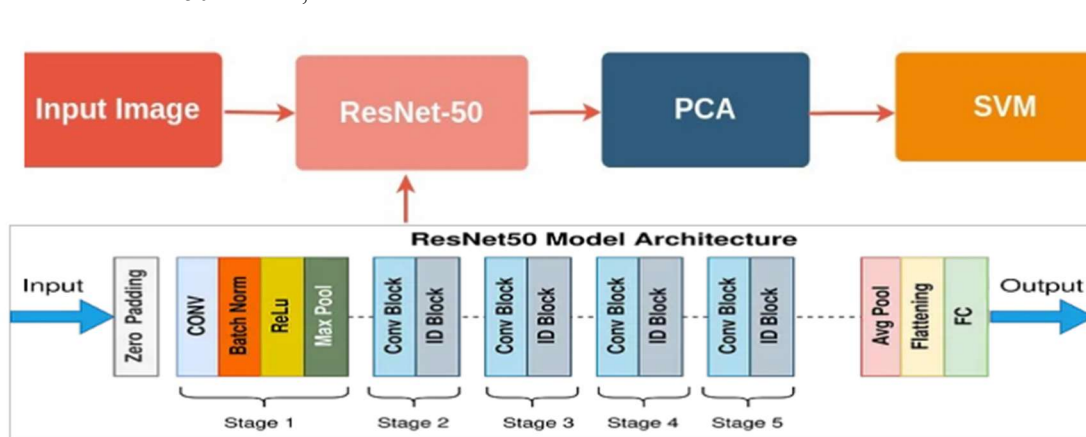 Input Image
ResNet-50
PCA
SVM
ResNet50 Model Architecture
Input
Zero Padding
CONV
Batch Norm
ReLu
Max Pool
Conv Block
ID Block
Conv Block
ID Block
Conv Block
ID Block
Conv Block
ID Block
Avg Pool
Flattening
FC
Output
Stage 1
Stage 2
Stage 3
Stage 4
Stage 5